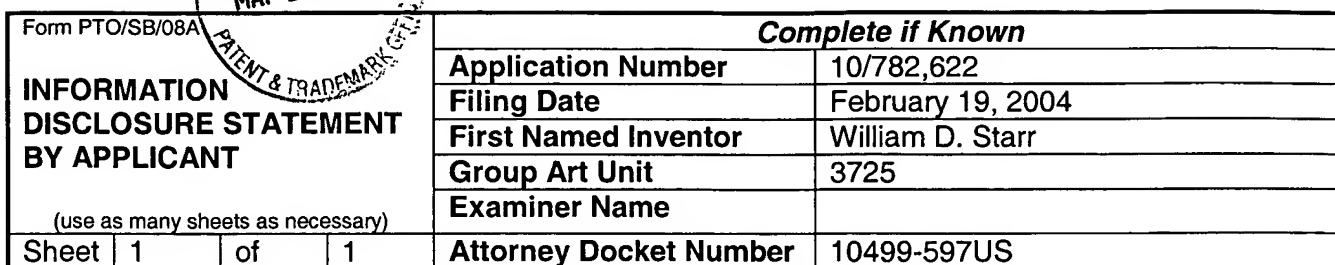 Form PTO/SB/08A
PATENT & TRADEMARK
INFORMATION
DISCLOSURE STATEMENT
BY APPLICANT
(use as many sheets as necessary)
Sheet 1 of 1
Complete if Known
Application Number 10/782,622
Filing Date February 19, 2004
First Named Inventor William D. Starr
Group Art Unit 3725
Examiner Name
Attorney Docket Number 10499-597US